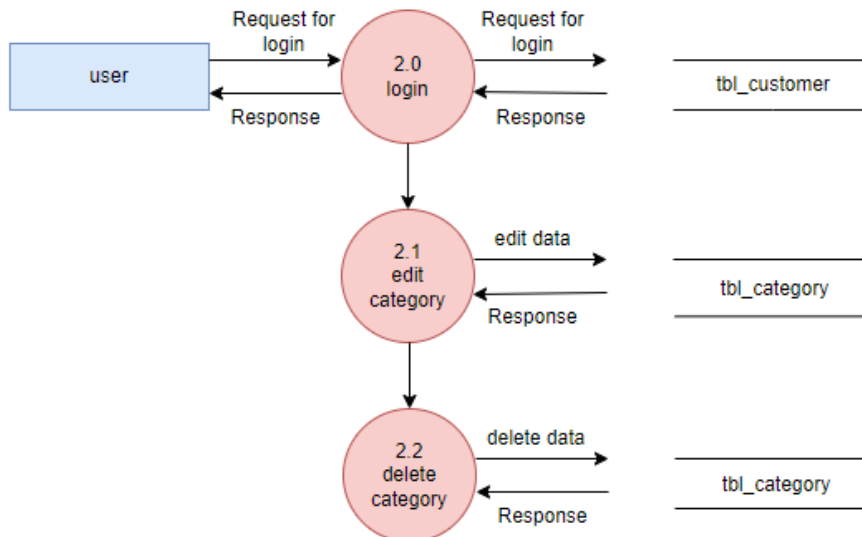 Request for
login
Request for
login
user
2.0
login
tbl_customer
Response
Response
2.1
edit
category
edit data
tbl_category
Response
2.2
delete
category
delete data
tbl_category
Response